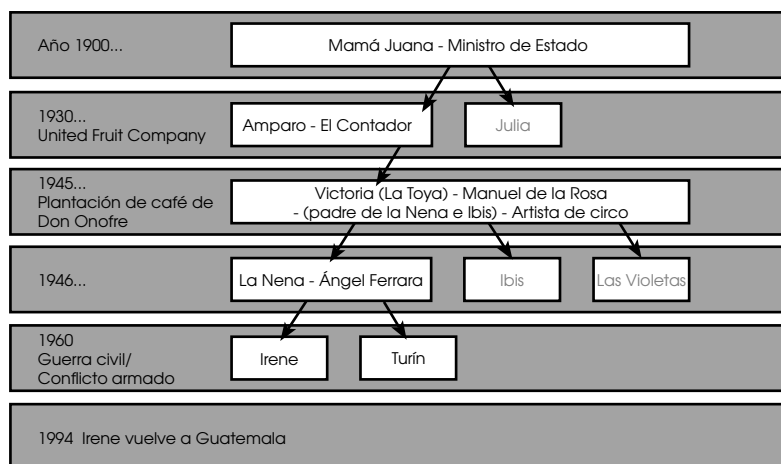 Año 1900...
Mamá Juana - Ministro de Estado
1930...
United Fruit Company
Amparo - El Contador
Julia
1945...
Plantación de café de
Don Onofre
Victoria (La Toya) - Manuel de la Rosa
- (padre de la Nena e Ibis) - Artista de circo
1946...
La Nena - Ángel Ferrara
Ibis
Las Violetas
1960
Guerra civil/
Conflicto armado
Irene
Turín
1994 Irene vuelve a Guatemala